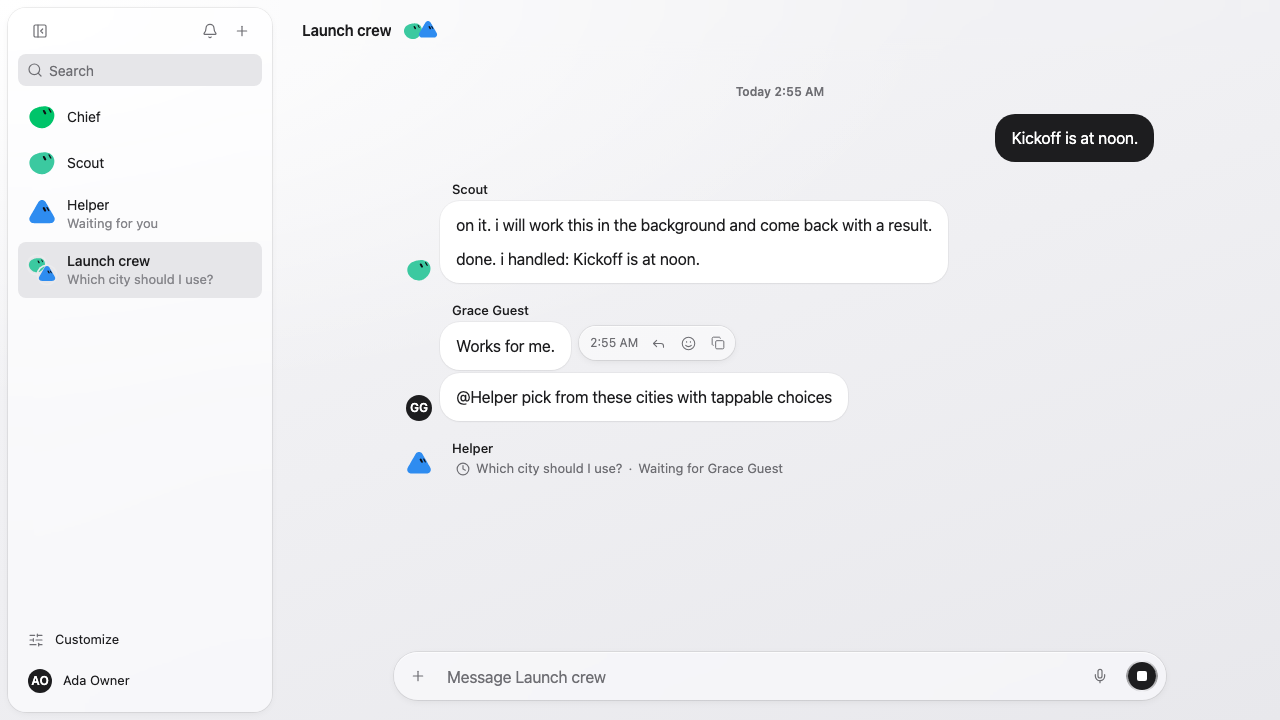 Search
Chief
Scout
Helper
Waiting for you
Launch crew
Which city should I use?
Customize
AO
Ada Owner
Launch crew
Today 2:55 AM
Kickoff is at noon.
Scout
on it. i will work this in the background and come back with a result.
done. i handled: Kickoff is at noon.
Grace Guest
Works for me.
2:55 AM
GG
@Helper pick from these cities with tappable choices
Helper
Which city should I use? · Waiting for Grace Guest
Message Launch crew